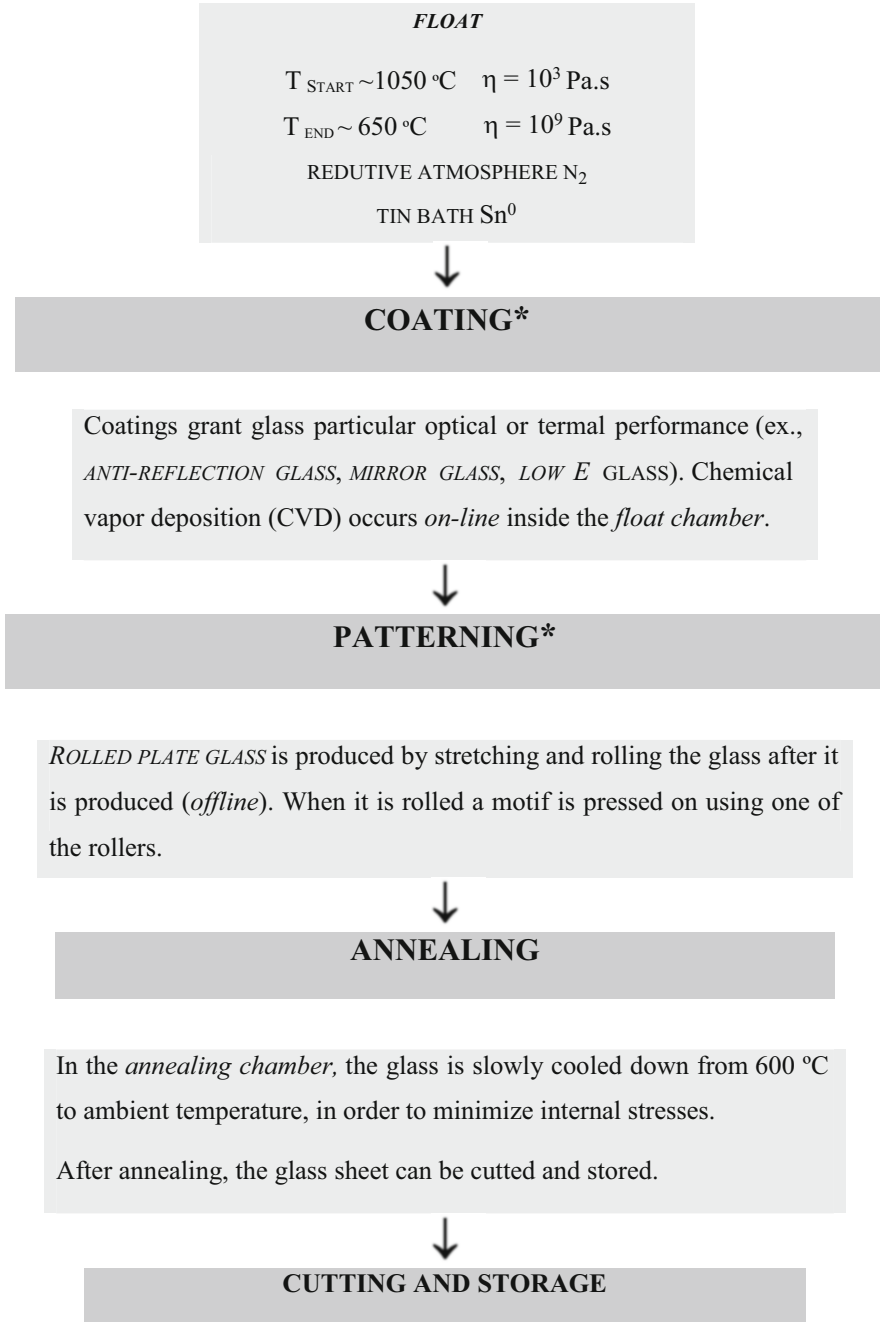 FLOAT
T START ~1050 ºC η = 10³ Pa.s
T END ~ 650 ºC η = 10⁹ Pa.s
REDUTIVE ATMOSPHERE N₂
TIN BATH Sn⁰
↓
COATING*
Coatings grant glass particular optical or termal performance (ex.,
ANTI-REFLECTION GLASS, MIRROR GLASS, LOW E GLASS). Chemical
vapor deposition (CVD) occurs on-line inside the float chamber.
↓
PATTERNING*
ROLLED PLATE GLASS is produced by stretching and rolling the glass after it
is produced (offline). When it is rolled a motif is pressed on using one of
the rollers.
↓
ANNEALING
In the annealing chamber, the glass is slowly cooled down from 600 ºC
to ambient temperature, in order to minimize internal stresses.
After annealing, the glass sheet can be cutted and stored.
↓
CUTTING AND STORAGE